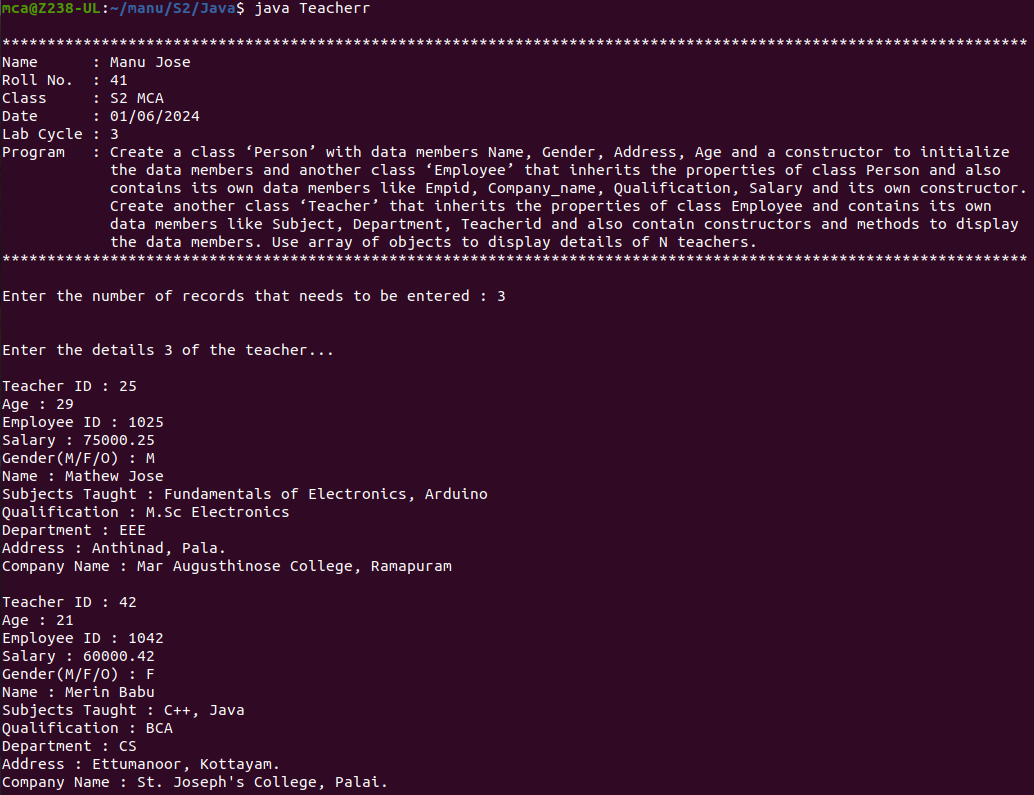 mca@Z238-UL:~/manu/S2/Java$ java Teacherr
******************************************************************************************************************
Name      : Manu Jose
Roll No.  : 41
Class     : S2 MCA
Date      : 01/06/2024
Lab Cycle : 3
Program   : Create a class ‘Person’ with data members Name, Gender, Address, Age and a constructor to initialize
            the data members and another class ‘Employee’ that inherits the properties of class Person and also
            contains its own data members like Empid, Company_name, Qualification, Salary and its own constructor.
            Create another class ‘Teacher’ that inherits the properties of class Employee and contains its own
            data members like Subject, Department, Teacherid and also contain constructors and methods to display
            the data members. Use array of objects to display details of N teachers.
******************************************************************************************************************
Enter the number of records that needs to be entered : 3
Enter the details 3 of the teacher...
Teacher ID : 25
Age : 29
Employee ID : 1025
Salary : 75000.25
Gender(M/F/O) : M
Name : Mathew Jose
Subjects Taught : Fundamentals of Electronics, Arduino
Qualification : M.Sc Electronics
Department : EEE
Address : Anthinad, Pala.
Company Name : Mar Augusthinose College, Ramapuram
Teacher ID : 42
Age : 21
Employee ID : 1042
Salary : 60000.42
Gender(M/F/O) : F
Name : Merin Babu
Subjects Taught : C++, Java
Qualification : BCA
Department : CS
Address : Ettumanoor, Kottayam.
Company Name : St. Joseph's College, Palai.